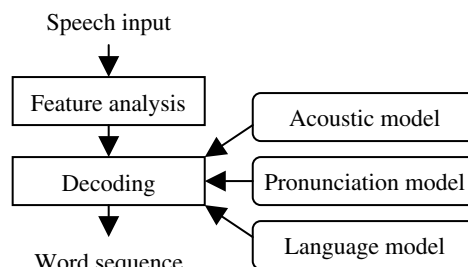 Speech input
Feature analysis
Acoustic model
Decoding
Pronunciation model
Language model
Word sequence